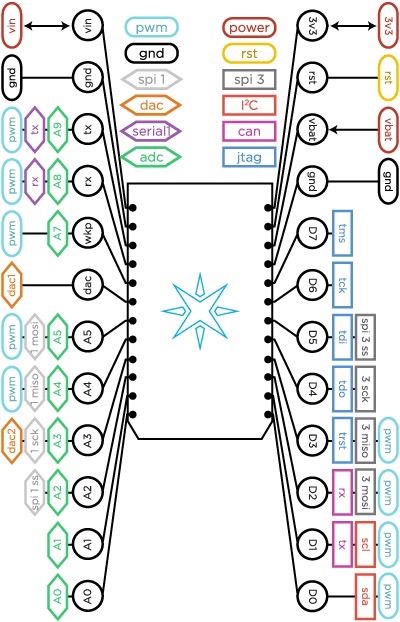 vin vin pwm power 3v3 3v3
gnd gnd gnd rst rst rst
pwm tx A9 tx spi 1 spi 3 vbat vbat
dac I²C
pwm rx A8 rx serial1 can gnd gnd
adc jtag
pwm A7 wkp D7 tms
dac1 dac D6 tck
pwm 1 mosi A5 A5 D5 tdi spi 3 ss
pwm 1 miso A4 A4 D4 tdo 3 sck
dac2 1 sck A3 A3 D3 trst 3 miso pwm
spi 1 ss A2 A2 D2 rx 3 mosi pwm
A1 A1 D1 tx scl pwm
A0 A0 D0 sda pwm